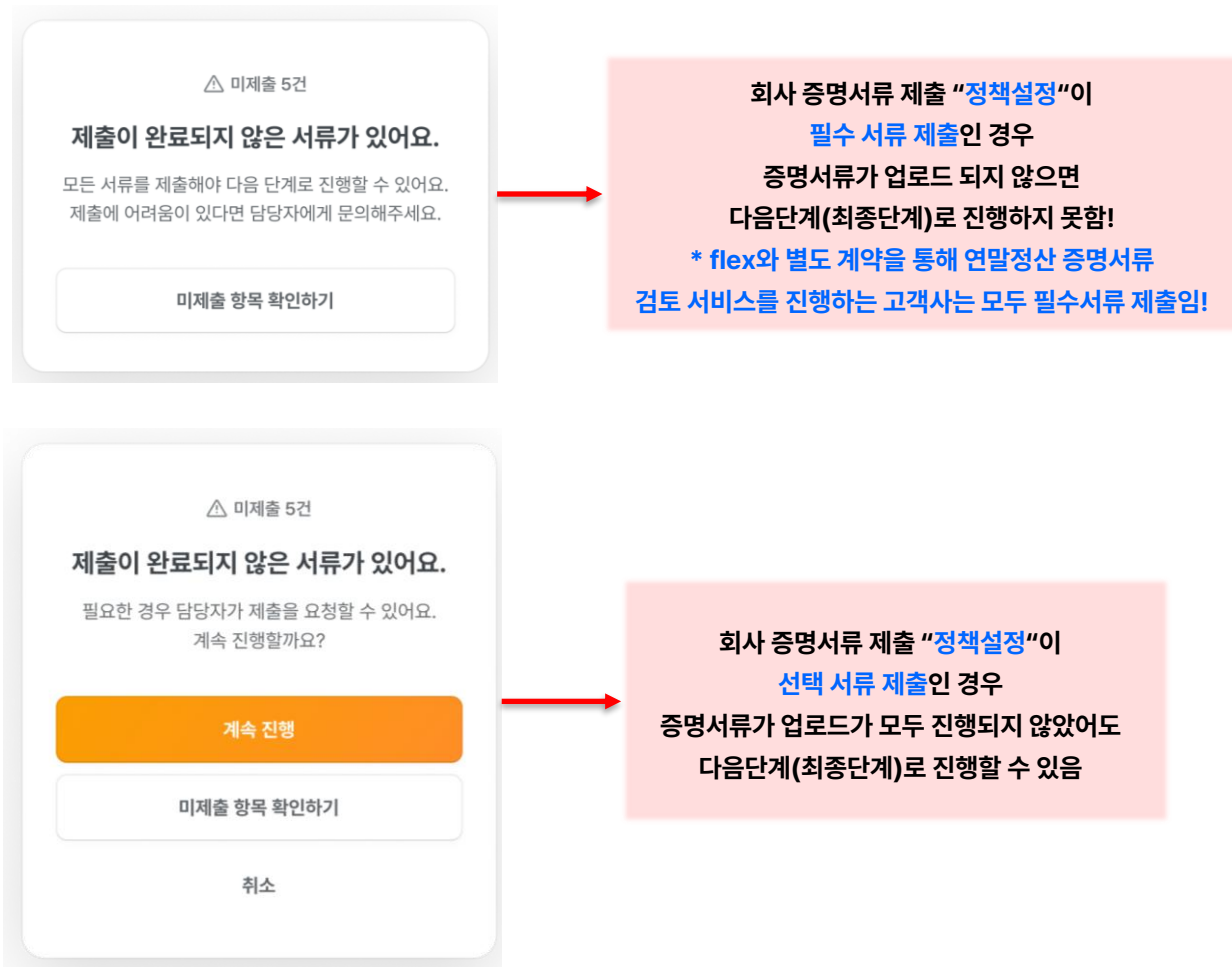 미제출 5건
제출이 완료되지 않은 서류가 있어요.
모든 서류를 제출해야 다음 단계로 진행할 수 있어요.
제출에 어려움이 있다면 담당자에게 문의해주세요.
미제출 항목 확인하기
회사 증명서류 제출 “정책설정“이
필수 서류 제출인 경우
증명서류가 업로드 되지 않으면
다음단계(최종단계)로 진행하지 못함!
* flex와 별도 계약을 통해 연말정산 증명서류
검토 서비스를 진행하는 고객사는 모두 필수서류 제출임!
미제출 5건
제출이 완료되지 않은 서류가 있어요.
필요한 경우 담당자가 제출을 요청할 수 있어요.
계속 진행할까요?
계속 진행
미제출 항목 확인하기
취소
회사 증명서류 제출 “정책설정“이
선택 서류 제출인 경우
증명서류가 업로드가 모두 진행되지 않았어도
다음단계(최종단계)로 진행할 수 있음